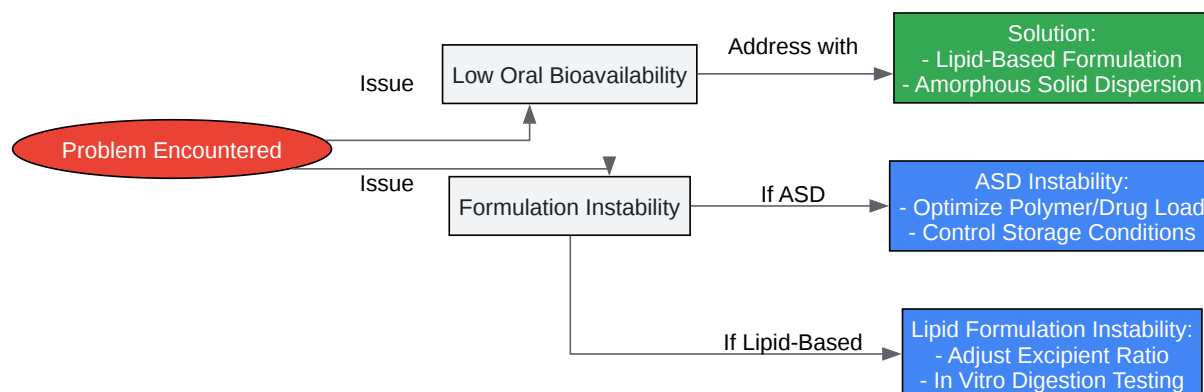 Problem Encountered
Issue
Low Oral Bioavailability
Address with
Solution:
- Lipid-Based Formulation
- Amorphous Solid Dispersion
Issue
Formulation Instability
If ASD
ASD Instability:
- Optimize Polymer/Drug Load
- Control Storage Conditions
If Lipid-Based
Lipid Formulation Instability:
- Adjust Excipient Ratio
- In Vitro Digestion Testing